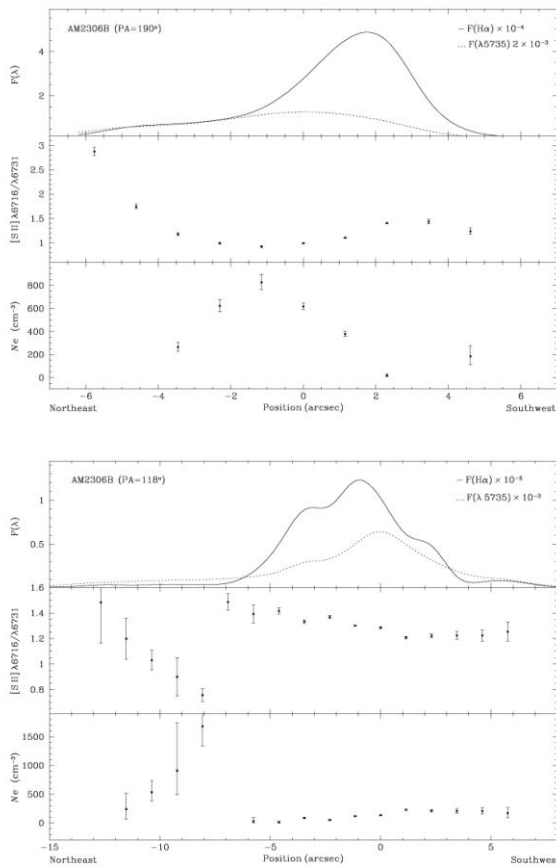 AM2306B (PA=190°)
— F(Hα) × 10⁻⁴
... F(λ5735) 2 × 10⁻³
F(λ)
4
2
[S II] λ6716/λ6731
3
2.5
2
1.5
1
Ne (cm⁻³)
800
600
400
200
0
−6 −4 −2 0 2 4 6
Northeast Position (arcsec) Southwest
AM2306B (PA=118°)
— F(Hα) × 10⁻³
... F(λ 5735) × 10⁻³
F(λ)
1
0.5
[S II] λ6716/λ6731
1.6
1.4
1.2
1
0.8
Ne (cm⁻³)
1500
1000
500
0
−15 −10 −5 0 5
Northeast Position (arcsec) Southwest